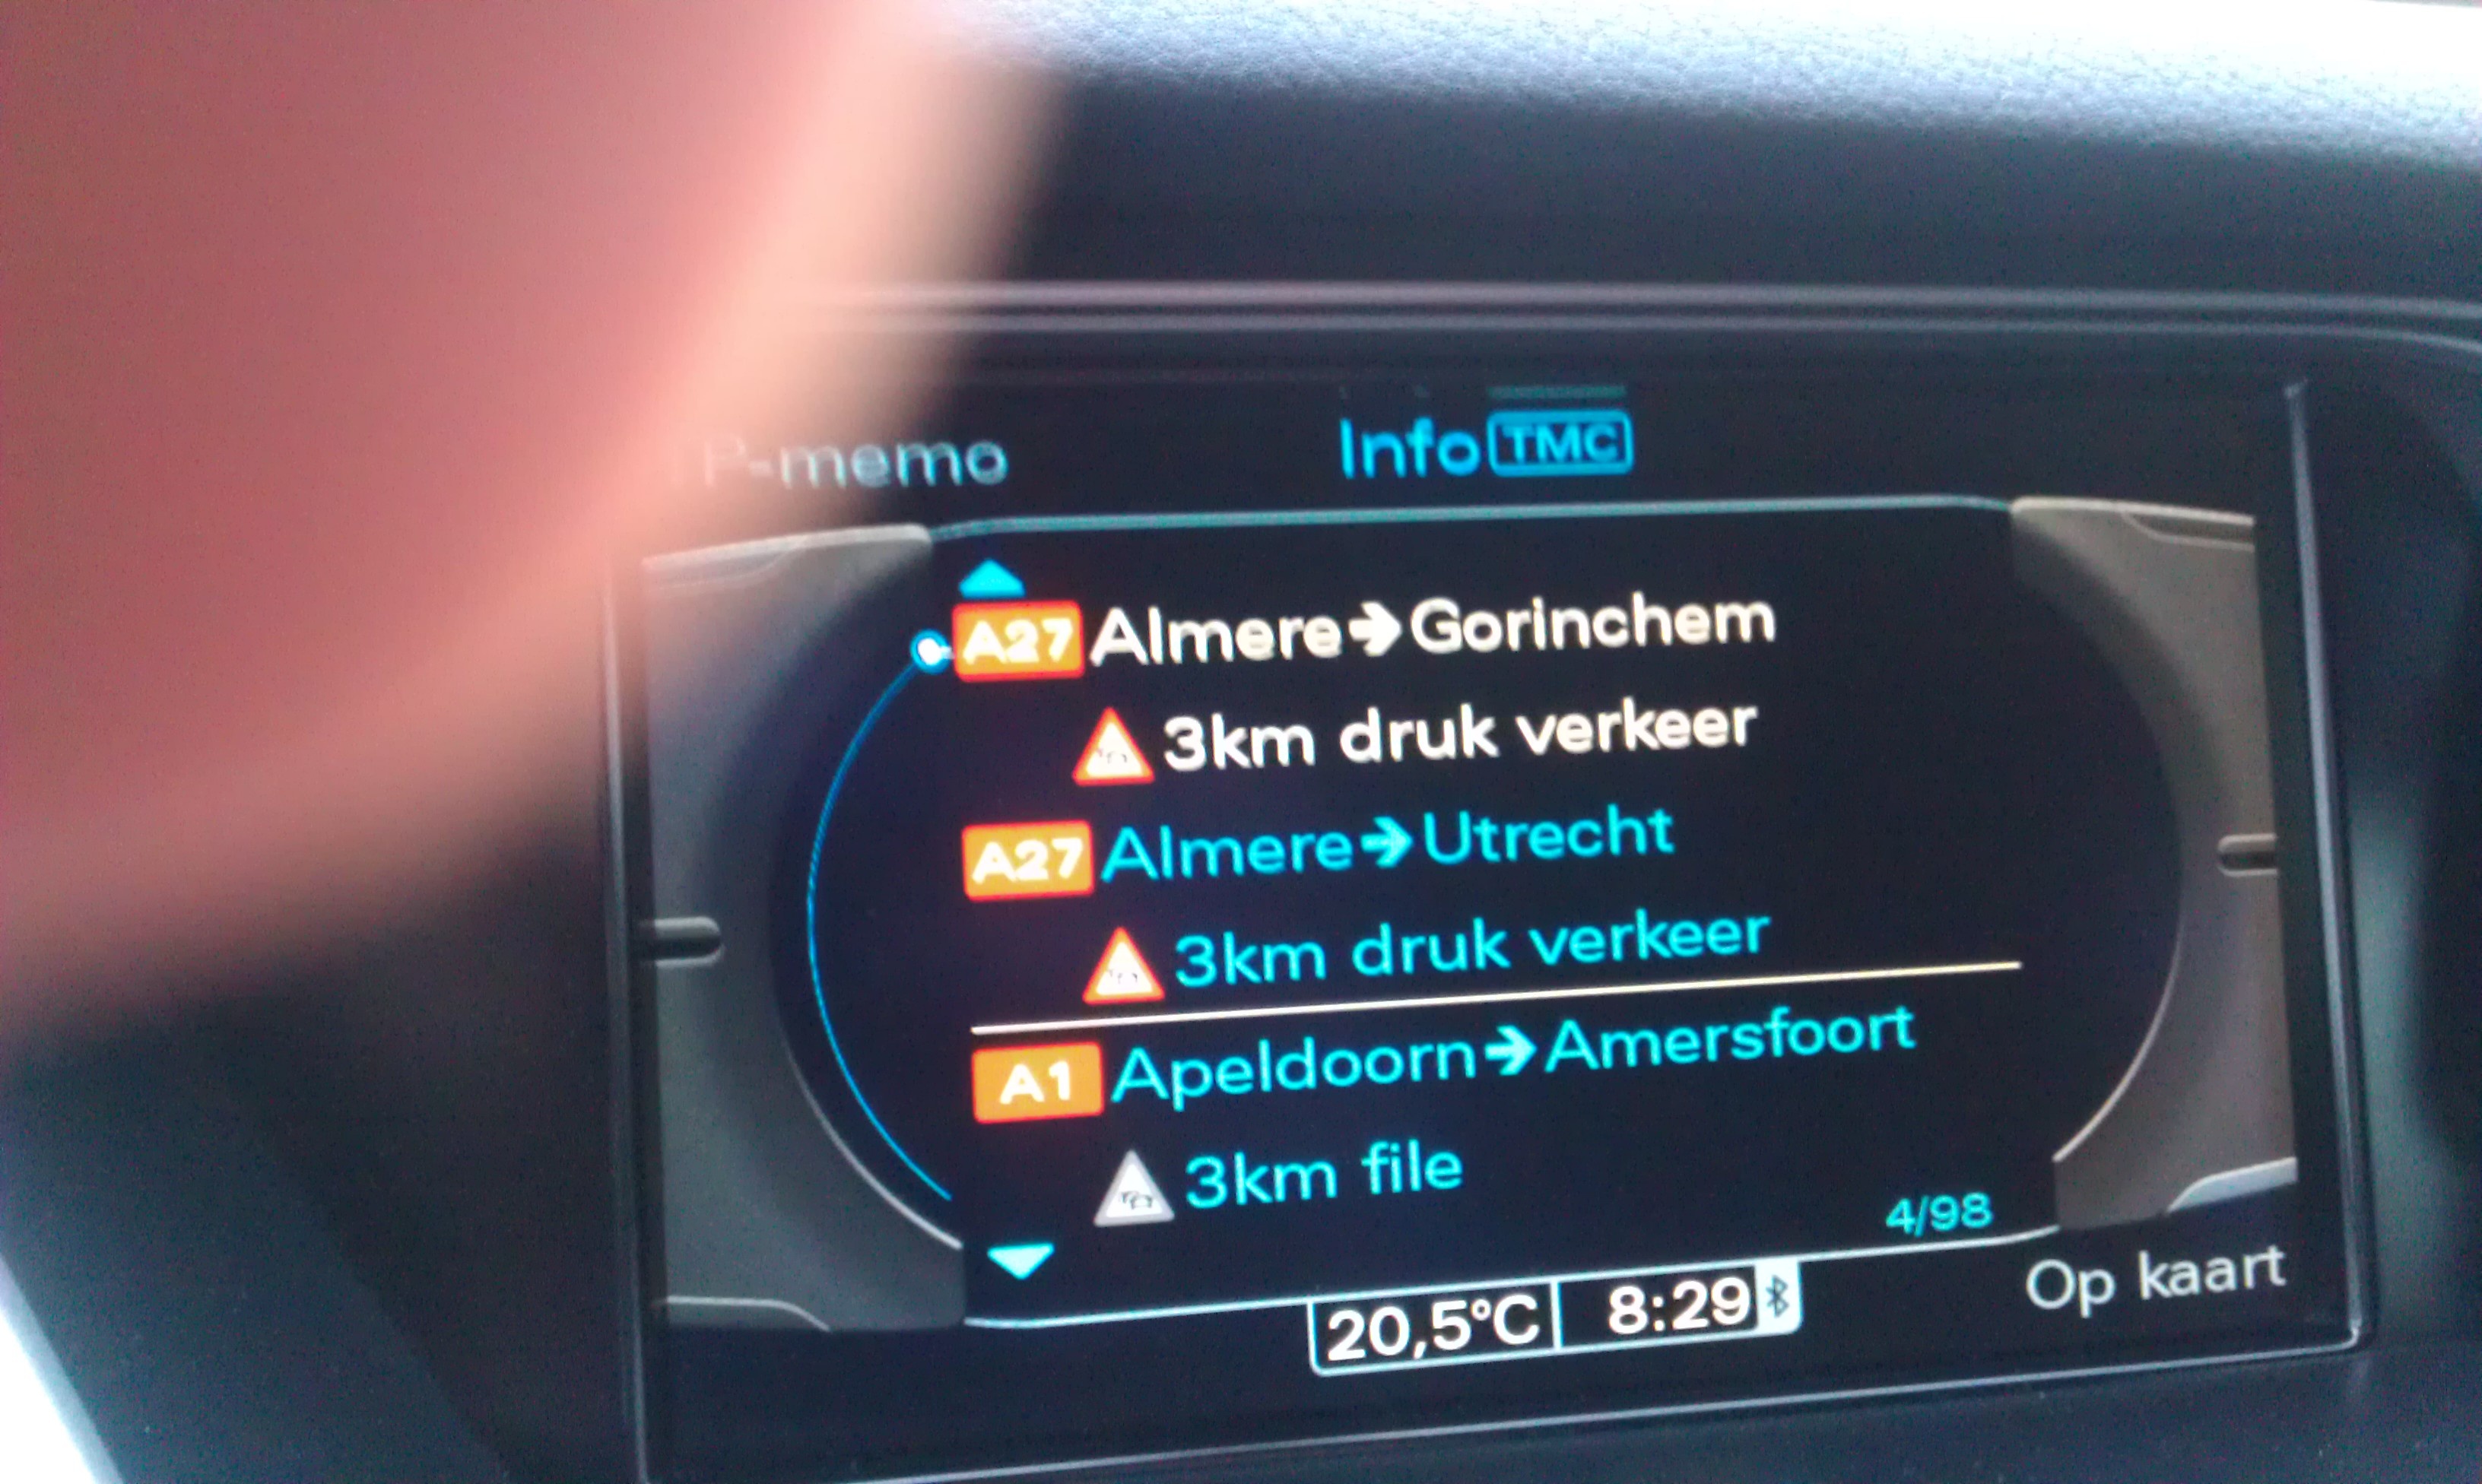 P-memo
Info TMC
A27 Almere➔Gorinchem
3km druk verkeer
A27 Almere➔Utrecht
3km druk verkeer
A1 Apeldoorn➔Amersfoort
3km file
4/98
Op kaart
20,5°C 8:29